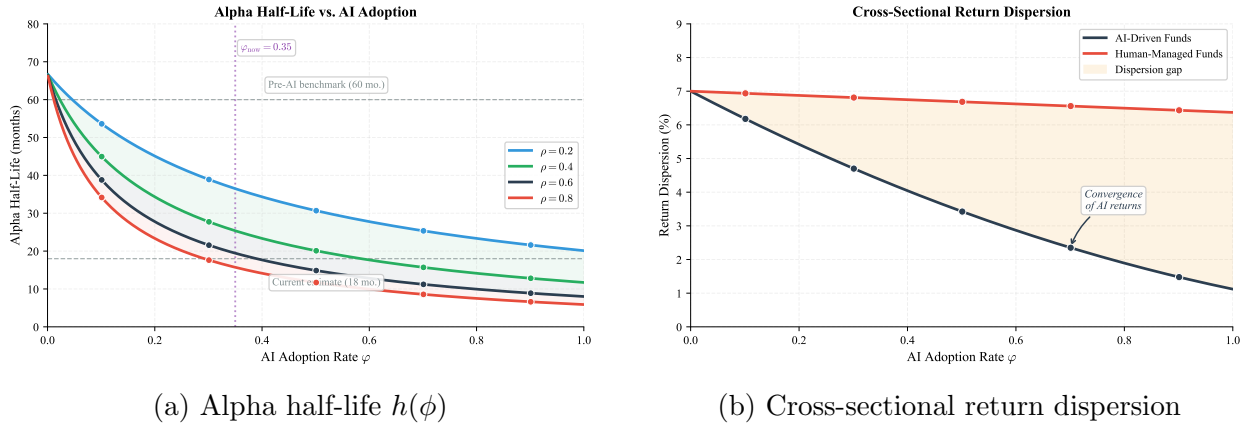 Alpha Half-Life vs. AI Adoption
80
70
60
50
40
30
20
10
0
Alpha Half-Life (months)
φnow = 0.35
Pre-AI benchmark (60 mo.)
ρ = 0.2
ρ = 0.4
ρ = 0.6
ρ = 0.8
Current estimate (18 mo.)
0.0 0.2 0.4 0.6 0.8 1.0
AI Adoption Rate φ
(a) Alpha half-life h(ϕ)
Cross-Sectional Return Dispersion
9
8
7
6
5
4
3
2
1
0
Return Dispersion (%)
AI-Driven Funds
Human-Managed Funds
Dispersion gap
Convergence
of AI returns
0.0 0.2 0.4 0.6 0.8 1.0
AI Adoption Rate φ
(b) Cross-sectional return dispersion